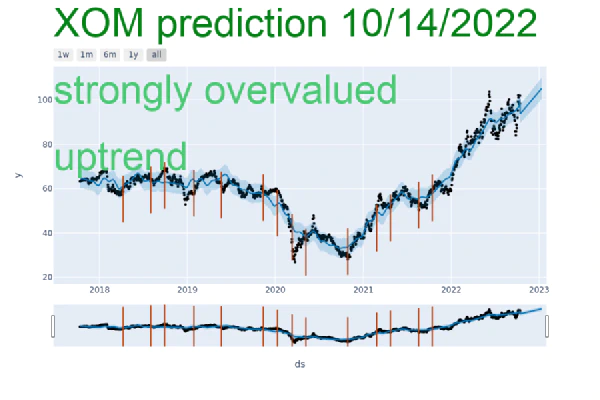 XOM prediction 10/14/2022
1w 1m 6m 1y all
strongly overvalued
uptrend
100
80
60
40
20
y
2018 2019 2020 2021 2022 2023
ds